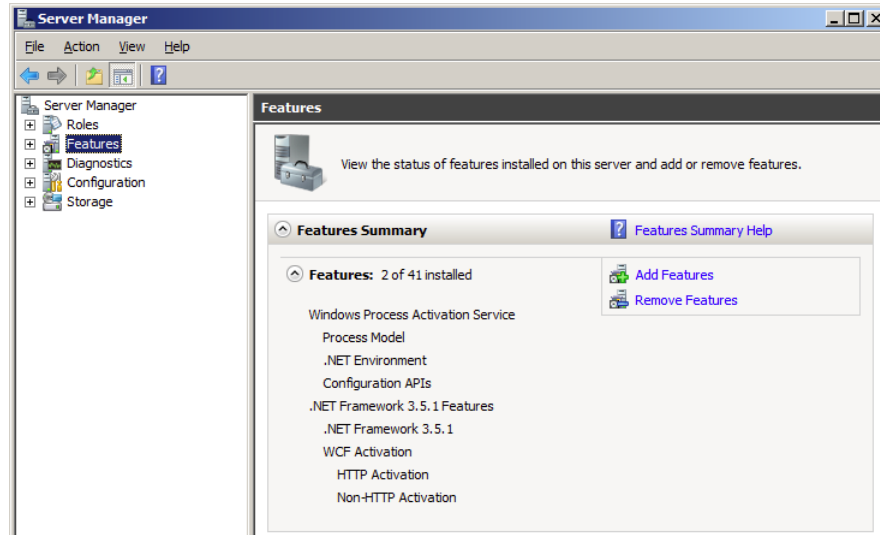 Server Manager
File Action View Help
Server Manager
Roles
Features
Diagnostics
Configuration
Storage
Features
View the status of features installed on this server and add or remove features.
Features Summary
Features Summary Help
Features: 2 of 41 installed
Add Features
Remove Features
Windows Process Activation Service
Process Model
.NET Environment
Configuration APIs
.NET Framework 3.5.1 Features
.NET Framework 3.5.1
WCF Activation
HTTP Activation
Non-HTTP Activation